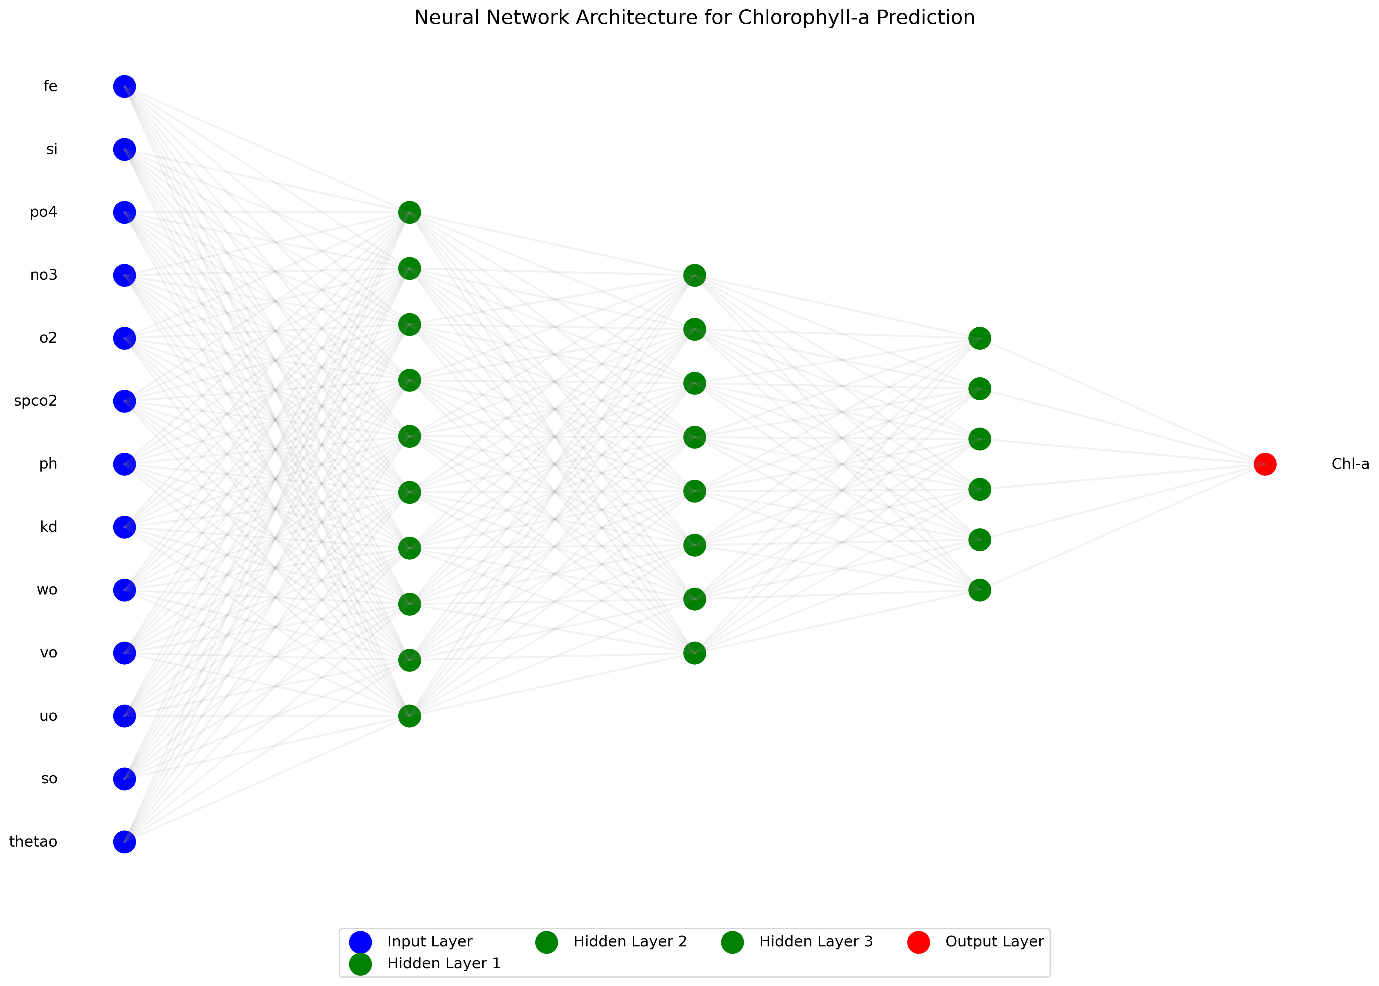 Neural Network Architecture for Chlorophyll-a Prediction
fe
si
po4
no3
o2
spco2
ph
kd
wo
vo
uo
so
thetao
Chl-a
Input Layer
Hidden Layer 1
Hidden Layer 2
Hidden Layer 3
Output Layer